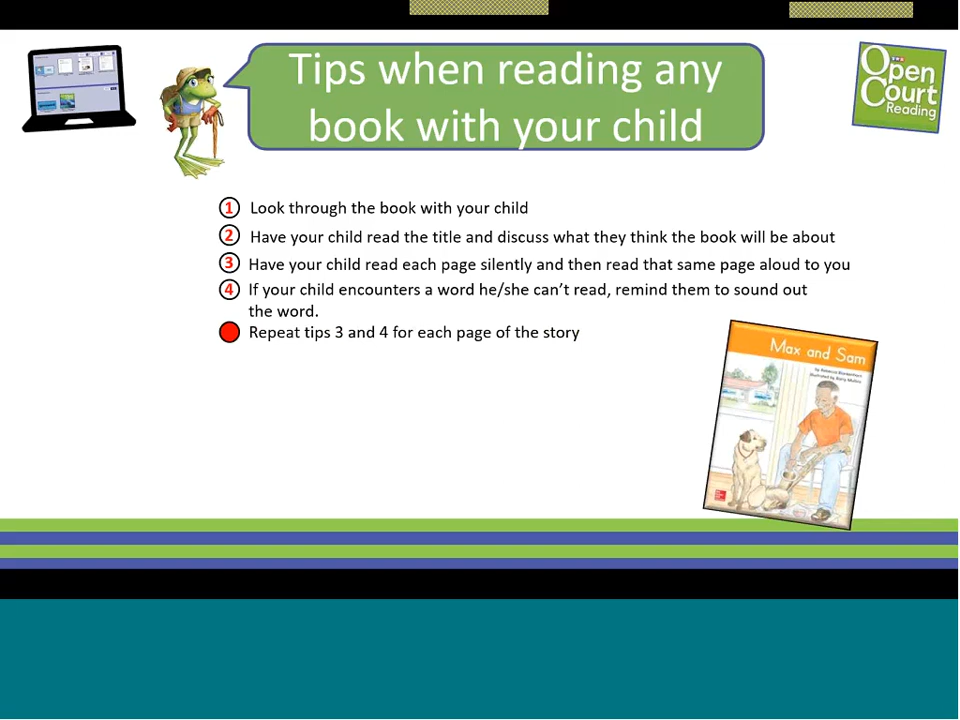 Tips when reading any
book with your child
Open
Court
Reading
1 Look through the book with your child
2 Have your child read the title and discuss what they think the book will be about
3 Have your child read each page silently and then read that same page aloud to you
4 If your child encounters a word he/she can’t read, remind them to sound out
the word.
Repeat tips 3 and 4 for each page of the story
Max and Sam